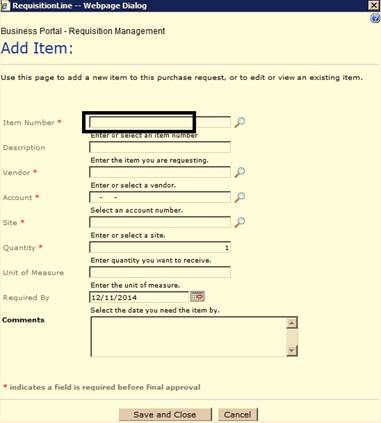 RequisitionLine -- Webpage Dialog
Business Portal - Requisition Management
Add Item:
Use this page to add a new item to this purchase request, or to edit or view an existing item.
Item Number *
Enter or select an item number
Description
Enter the item you are requesting.
Vendor *
Enter or select a vendor.
Account *
- -
Select an account number.
Site *
Enter or select a site.
Quantity *
1
Enter quantity you want to receive.
Unit of Measure
Enter the unit of measure.
Required By
12/11/2014
Select the date you need the item by.
Comments
* indicates a field is required before final approval
Save and Close
Cancel